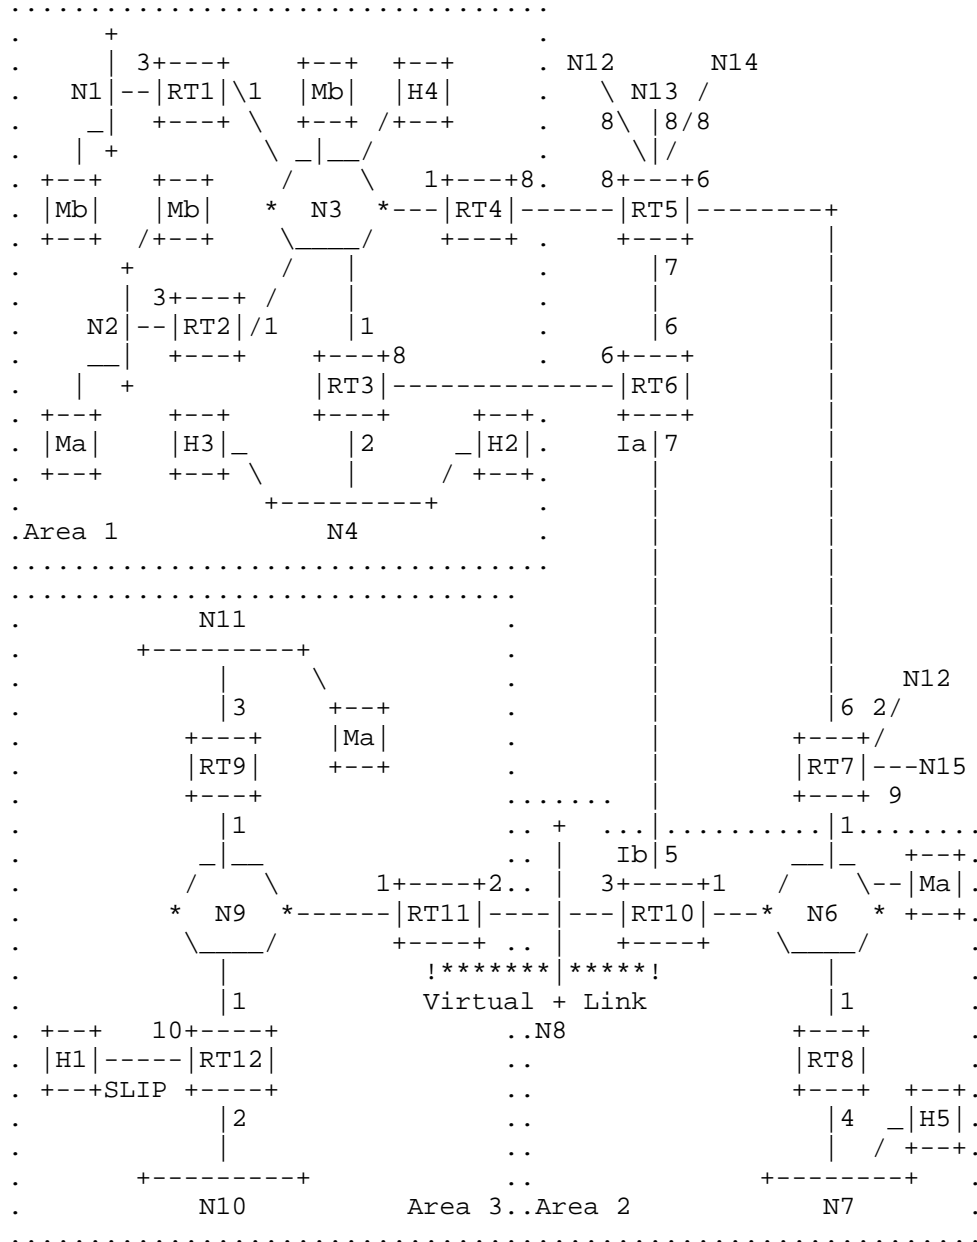 3
N12 N14
N1 RT1 1 Mb H4 N13
8 8 8
1 8 8 6
Mb Mb N3 RT4 RT5
7
3
N2 RT2 1 1 6
8 6
RT3 RT6
Ma H3 2 H2 Ia 7
Area 1 N4
N11
N12
3 6 2
Ma
RT9 RT7 N15
9
1 1
Ib 5
1 2 3 1 Ma
N9 RT11 RT10 N6
Virtual Link
1 1
10 N8
H1 RT12 RT8
SLIP
2 4 H5
N10 Area 3 Area 2 N7